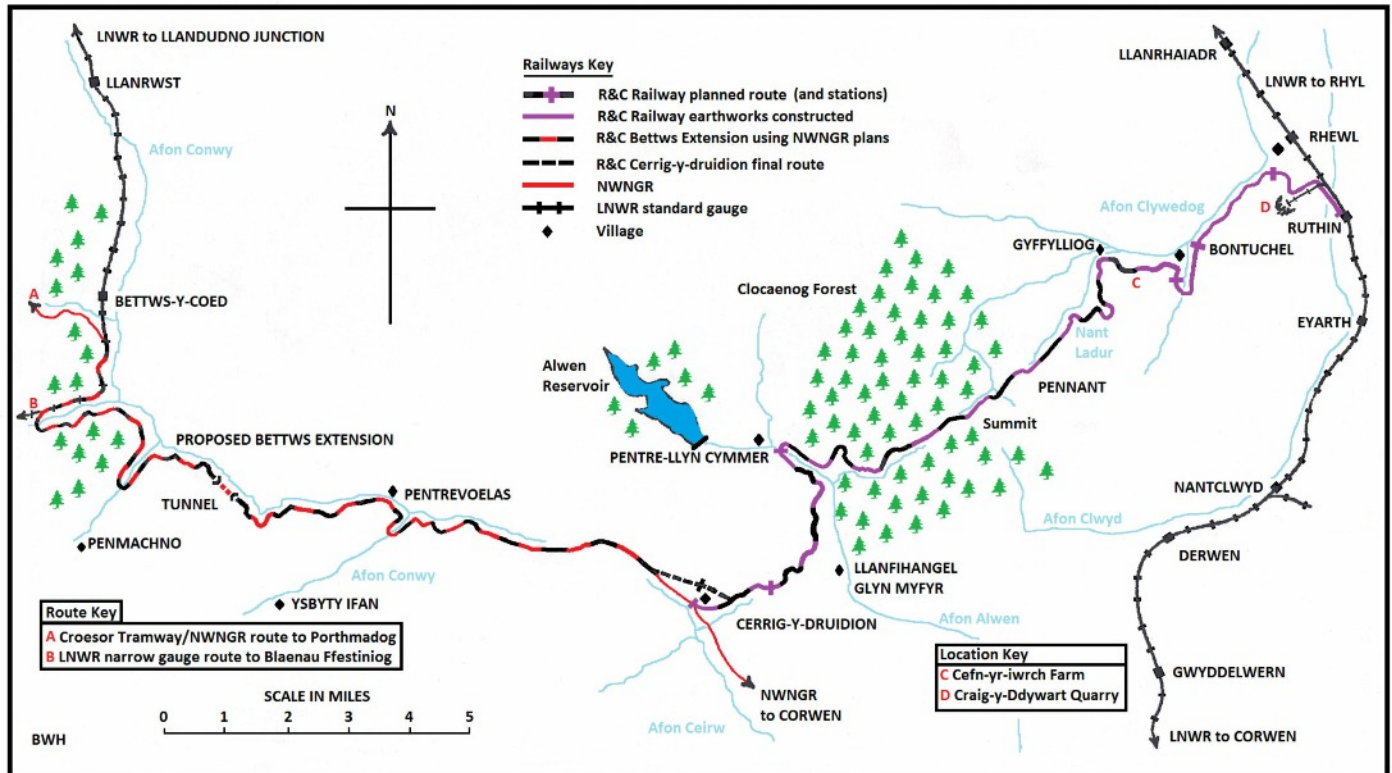 LNWR to LLANDUDNO JUNCTION
LLANRWST
Afon Conwy
A
BETTWS-Y-COED
B
PROPOSED BETTWS EXTENSION
TUNNEL
PENMACHNO
PENTREVOELAS
Afon Conwy
YSBYTY IFAN
N
Railways Key
R&C Railway planned route (and stations)
R&C Railway earthworks constructed
R&C Bettws Extension using NWNGR plans
R&C Cerrig-y-druidion final route
NWNGR
LNWR standard gauge
Village
LLANRHAIADR
LNWR to RHYL
RHEWL
Afon Clywedog
D
RUTHIN
GYFFYLLIOG
BONTUCHEL
C
Clocaenog Forest
EYARTH
Nant
Ladur
Alwen
Reservoir
PENNANT
Summit
PENTRE-LLYN CYMMER
NANTCLWYD
Afon Clwyd
DERWEN
LLANFIHANGEL
GLYN MYFYR
Afon Alwen
CERRIG-Y-DRUIDION
GWYDDELWERN
NWNGR
to CORWEN
Afon Ceirw
LNWR to CORWEN
Route Key
A Croesor Tramway/NWNGR route to Porthmadog
B LNWR narrow gauge route to Blaenau Ffestiniog
Location Key
C Cefn-yr-iwrch Farm
D Craig-y-Ddywart Quarry
SCALE IN MILES
0 1 2 3 4 5
BWH